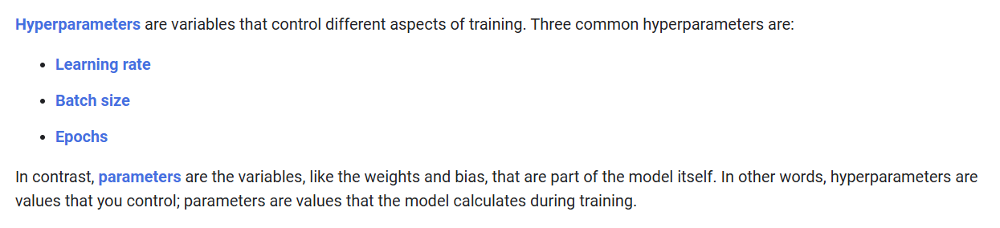 Hyperparameters are variables that control different aspects of training. Three common hyperparameters are:
• Learning rate
• Batch size
• Epochs
In contrast, parameters are the variables, like the weights and bias, that are part of the model itself. In other words, hyperparameters are
values that you control; parameters are values that the model calculates during training.